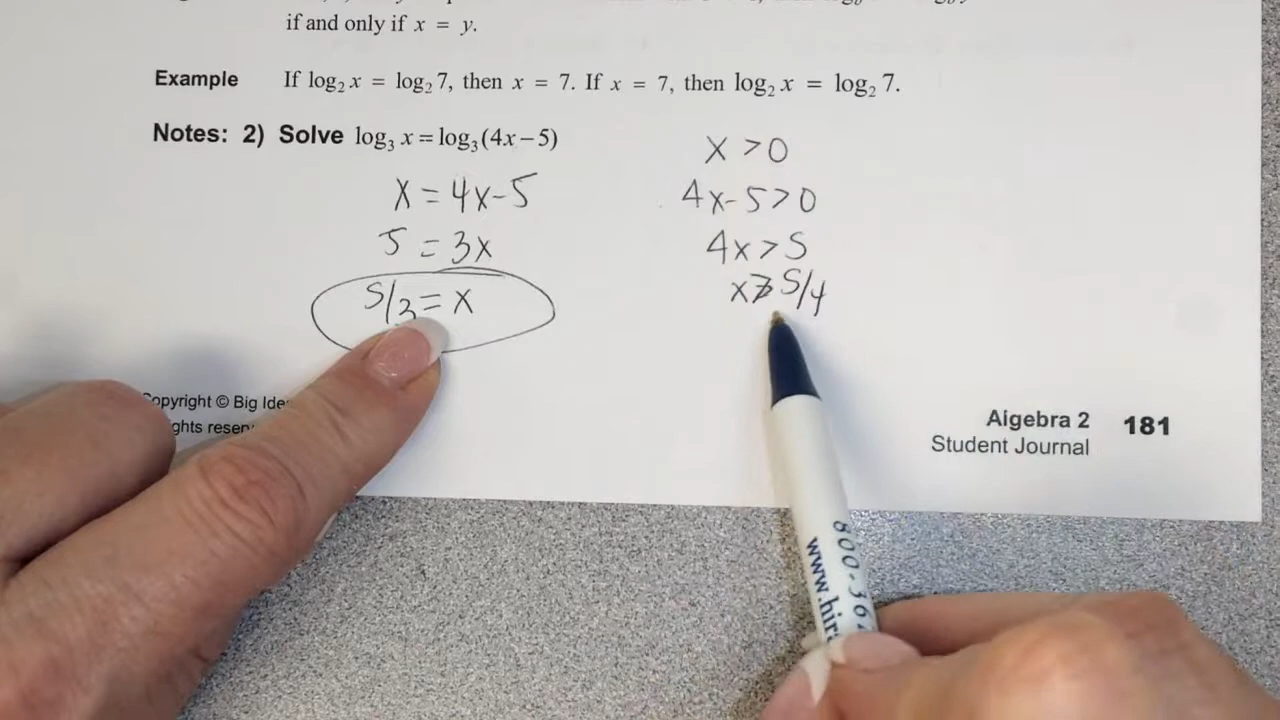 if and only if x = y.
Example If log₂ x = log₂ 7, then x = 7. If x = 7, then log₂ x = log₂ 7.
Notes: 2) Solve log₃ x = log₃ (4x − 5)
x = 4x − 5
5 = 3x
5/3 = x
x > 0
4x − 5 > 0
4x > 5
x > 5/4
opyright © Big Ide
ghts reser
Algebra 2 181
Student Journal
800-36
www.hir